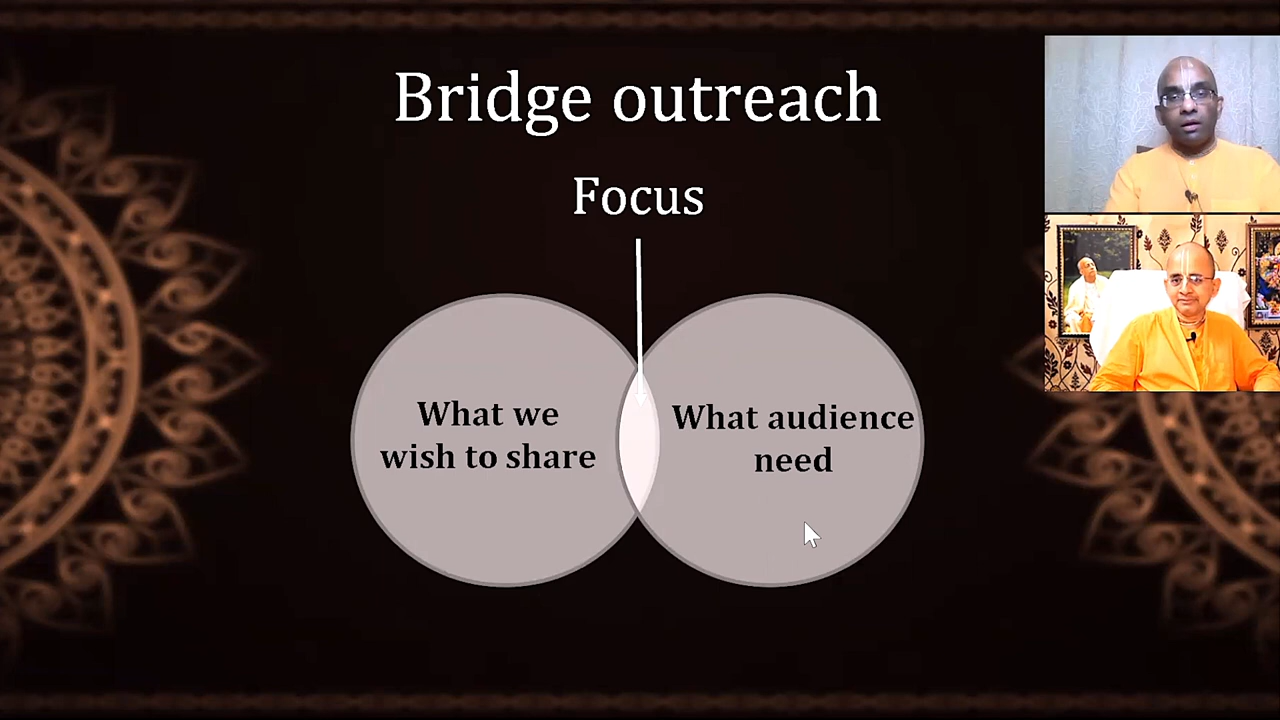 Bridge outreach
Focus
What we
wish to share
What audience
need